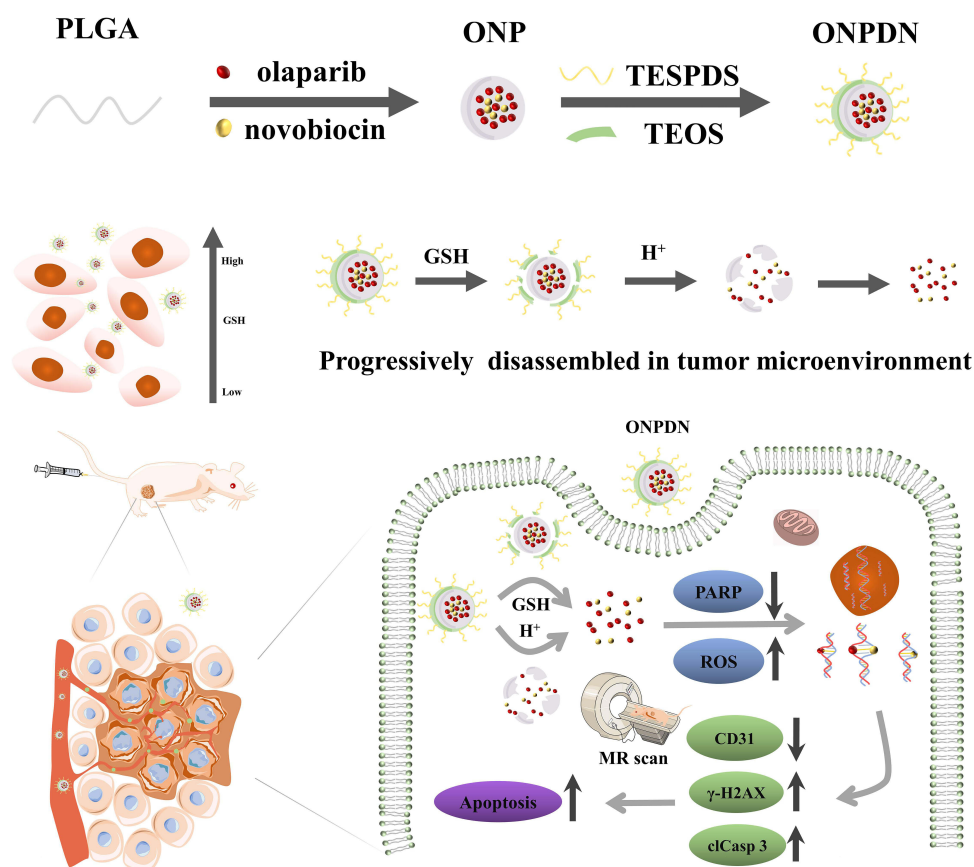 PLGA
ONP
ONPDN
olaparib
novobiocin
TESPDS
TEOS
High
GSH
Low
GSH
H⁺
Progressively disassembled in tumor microenvironment
ONPDN
GSH
H⁺
PARP
ROS
MR scan
CD31
γ-H2AX
clCasp 3
Apoptosis